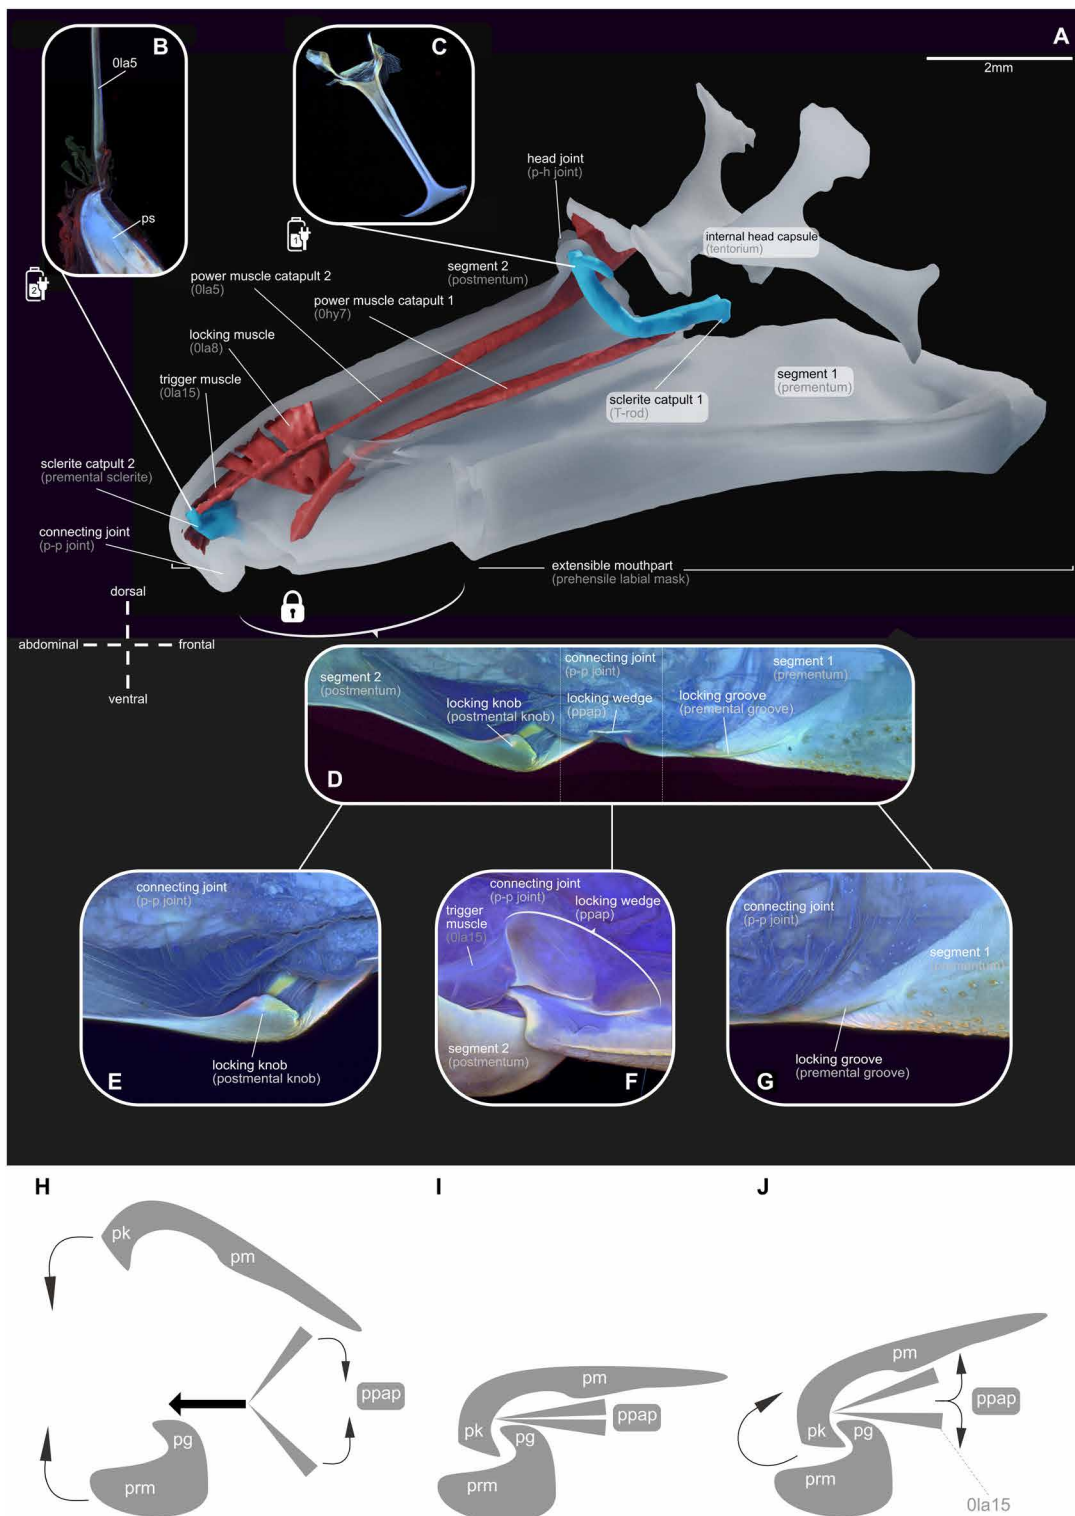 B
0la5
ps
C
A
2mm
head joint
(p-h joint)
internal head capsule
(tentorium)
1
segment 2
(postmentum)
power muscle catapult 2
(0la5)
2
power muscle catapult 1
(0hy7)
locking muscle
(0la8)
trigger muscle
(0la15)
segment 1
(prementum)
sclerite catpult 1
(T-rod)
sclerite catpult 2
(premental sclerite)
connecting joint
(p-p joint)
extensible mouthpart
(prehensile labial mask)
dorsal
abdominal
frontal
ventral
segment 2
(postmentum)
connecting joint
(p-p joint)
segment 1
(prementum)
locking knob
(postmental knob)
locking wedge
(ppap)
locking groove
(premental groove)
D
connecting joint
(p-p joint)
locking knob
(postmental knob)
E
connecting joint
(p-p joint)
locking wedge
(ppap)
trigger
muscle
(0la15)
segment 2
(postmentum)
F
connecting joint
(p-p joint)
segment 1
(prementum)
locking groove
(premental groove)
G
H
pk
pm
ppap
pg
prm
I
pm
ppap
pk
pg
prm
J
pm
ppap
pk
pg
prm
0la15